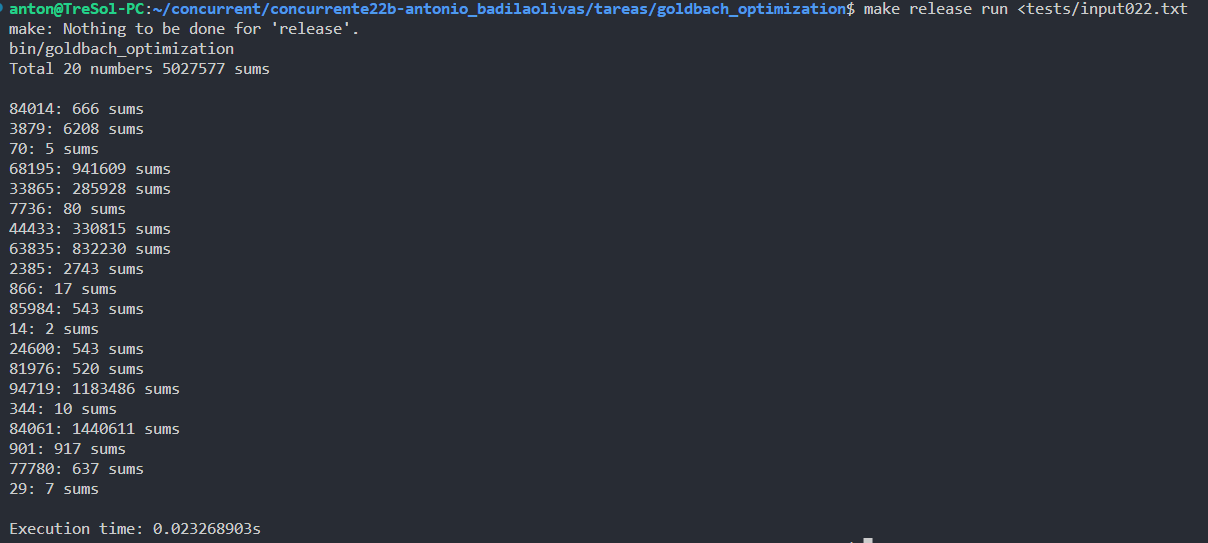 anton@TreSol-PC:~/concurrent/concurrente22b-antonio_badilaolivas/tareas/goldbach_optimization$ make release run <tests/input022.txt
make: Nothing to be done for 'release'.
bin/goldbach_optimization
Total 20 numbers 5027577 sums

84014: 666 sums
3879: 6208 sums
70: 5 sums
68195: 941609 sums
33865: 285928 sums
7736: 80 sums
44433: 330815 sums
63835: 832230 sums
2385: 2743 sums
866: 17 sums
85984: 543 sums
14: 2 sums
24600: 543 sums
81976: 520 sums
94719: 1183486 sums
344: 10 sums
84061: 1440611 sums
901: 917 sums
77780: 637 sums
29: 7 sums

Execution time: 0.023268903s